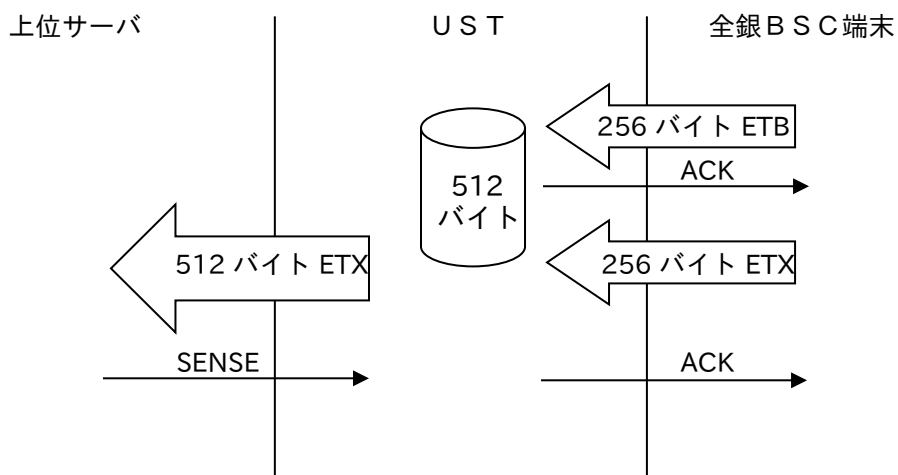 上位サーバ
ＵＳＴ
全銀ＢＳＣ端末
256 バイト ETB
ACK
512
バイト
512 バイト ETX
256 バイト ETX
SENSE
ACK